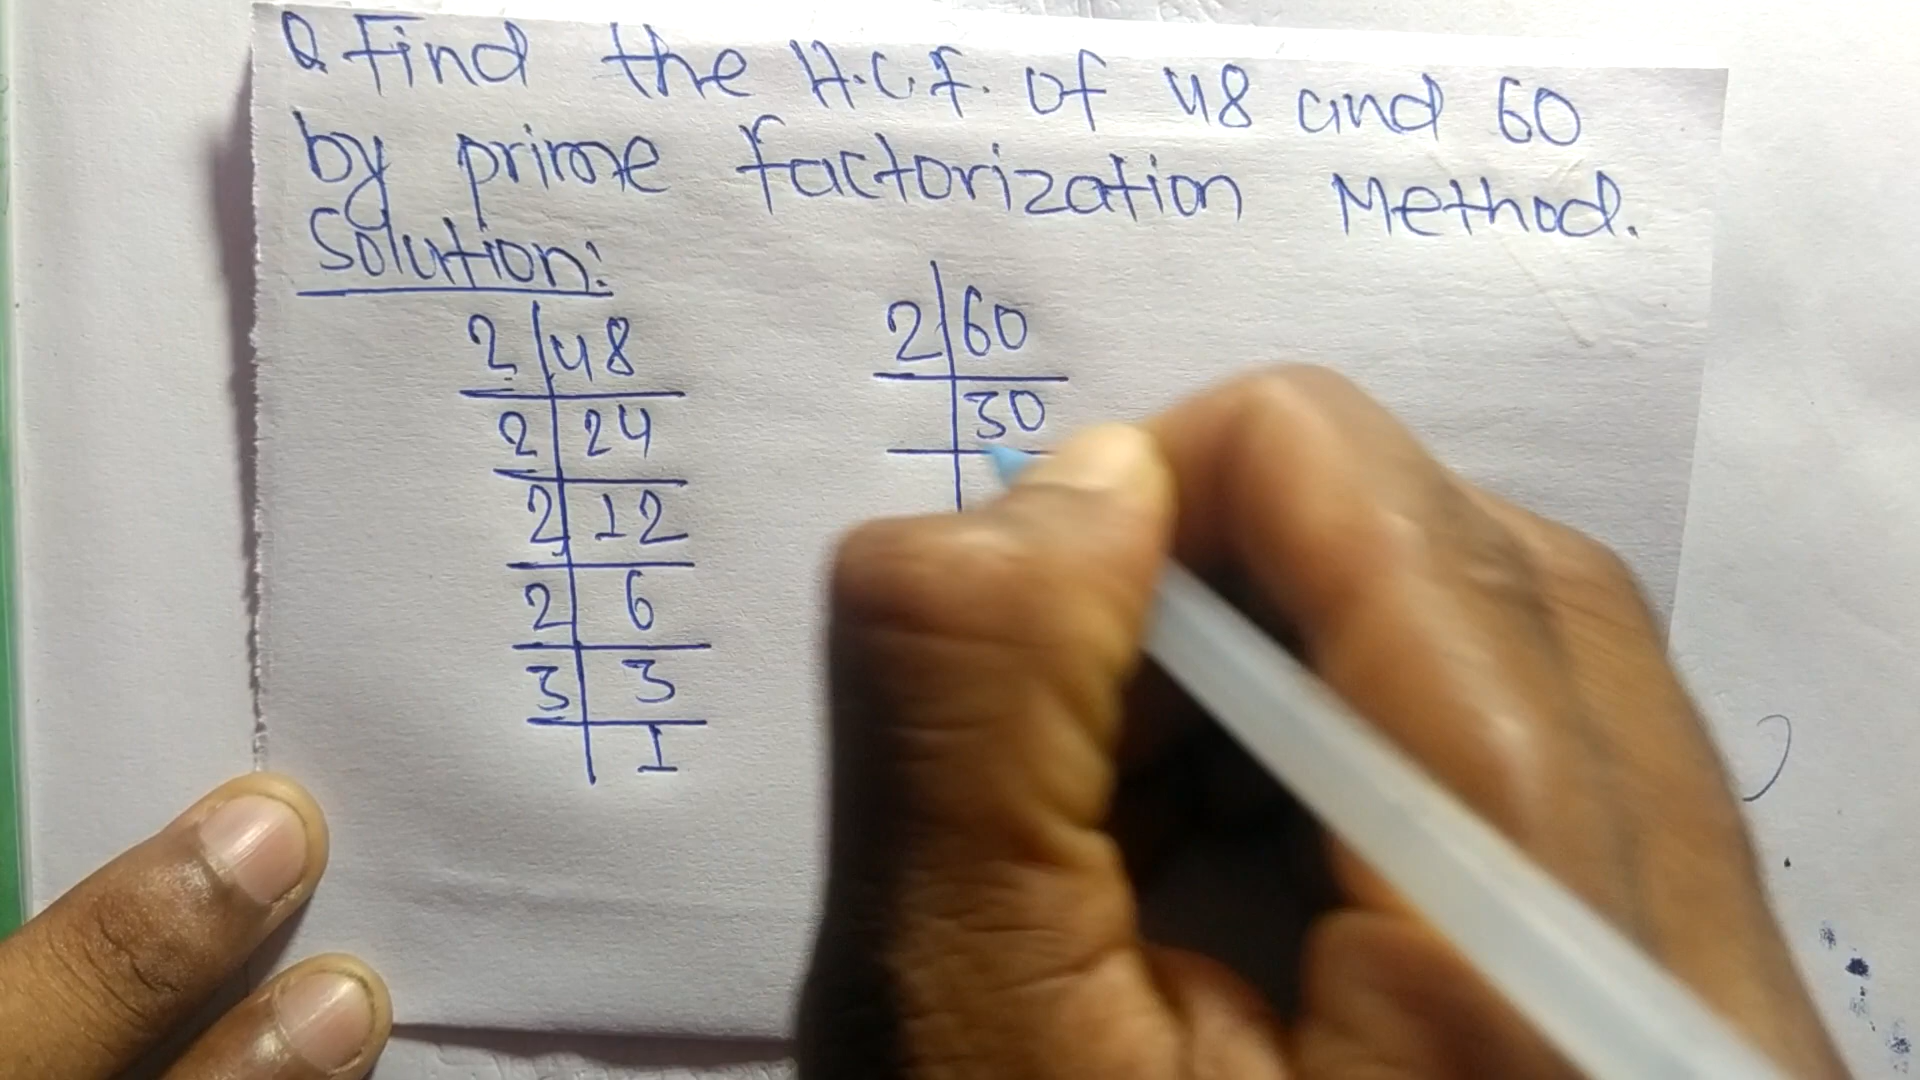 Q. Find the H.C.F. of 48 and 60
by prime factorization Method.
Solution:
2 48
2 24
2 12
2 6
3 3
1
2 60
30